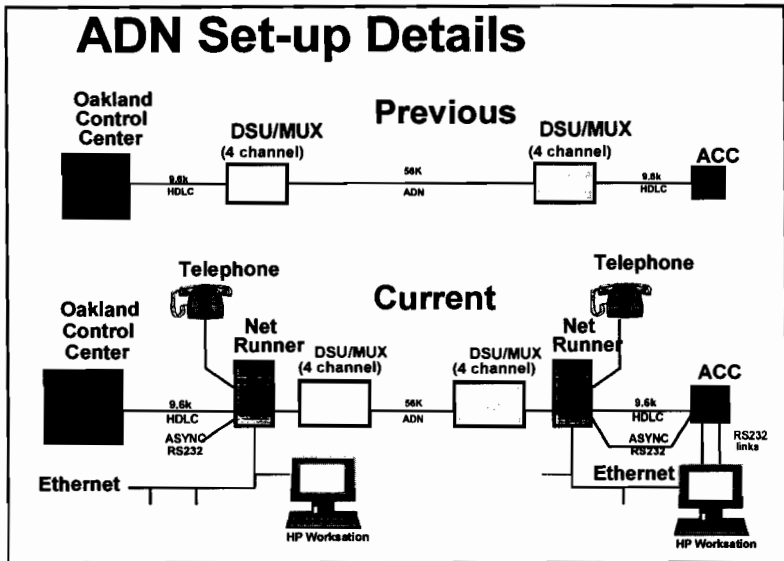 ADN Set-up Details
Previous
Oakland
Control
Center
9.6k
HDLC
DSU/MUX
(4 channel)
56K
ADN
DSU/MUX
(4 channel)
9.6k
HDLC
ACC
Current
Oakland
Control
Center
Telephone
Net
Runner
9.6k
HDLC
ASYNC
RS232
DSU/MUX
(4 channel)
56K
ADN
DSU/MUX
(4 channel)
Telephone
Net
Runner
9.6k
HDLC
ASYNC
RS232
ACC
RS232
links
Ethernet
HP Worksation
Ethernet
HP Worksation